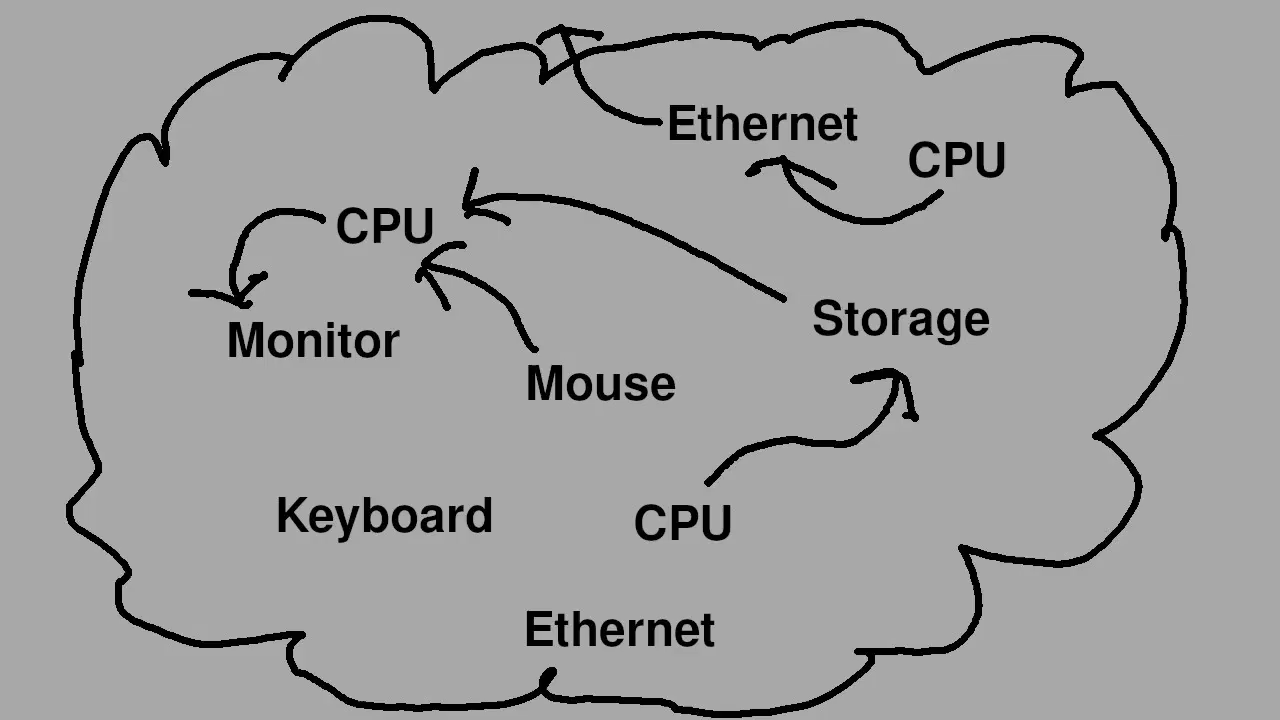 Ethernet
CPU
CPU
Storage
Monitor
Mouse
Keyboard
CPU
Ethernet